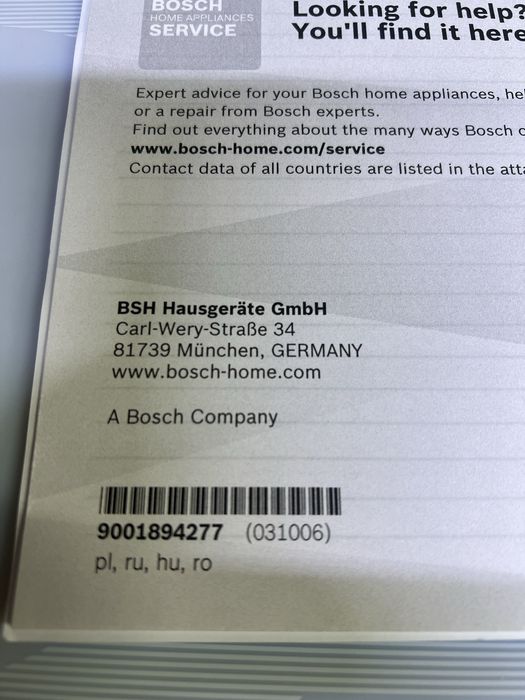 BOSCH
HOME APPLIANCES
SERVICE
Looking for help?
You'll find it here
Expert advice for your Bosch home appliances, he
or a repair from Bosch experts.
Find out everything about the many ways Bosch c
www.bosch-home.com/service
Contact data of all countries are listed in the atta
BSH Hausgeräte GmbH
Carl-Wery-Straße 34
81739 München, GERMANY
www.bosch-home.com
A Bosch Company
9001894277 (031006)
pl, ru, hu, ro